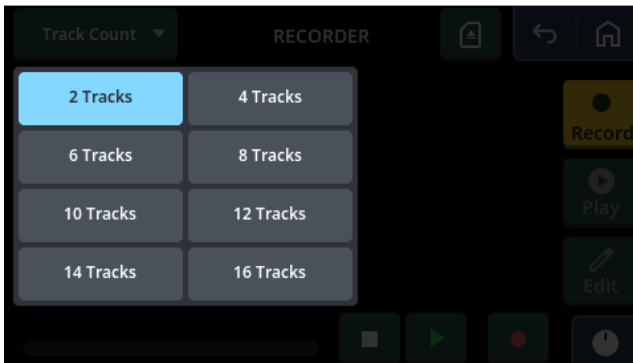 Track Count
RECORDER
2 Tracks
4 Tracks
6 Tracks
8 Tracks
10 Tracks
12 Tracks
14 Tracks
16 Tracks
Record
Play
Edit